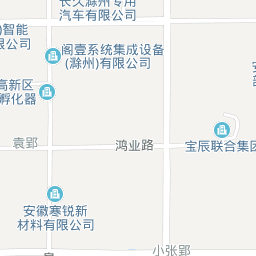 长久滁州专用
汽车有限公司
)智能
限公司
阁壹系统集成设备
(滁州)有限公司
高新区
孵化器
袁郢
鸿业路
宝辰联合集团
安徽寒锐新
材料有限公司
小张郢